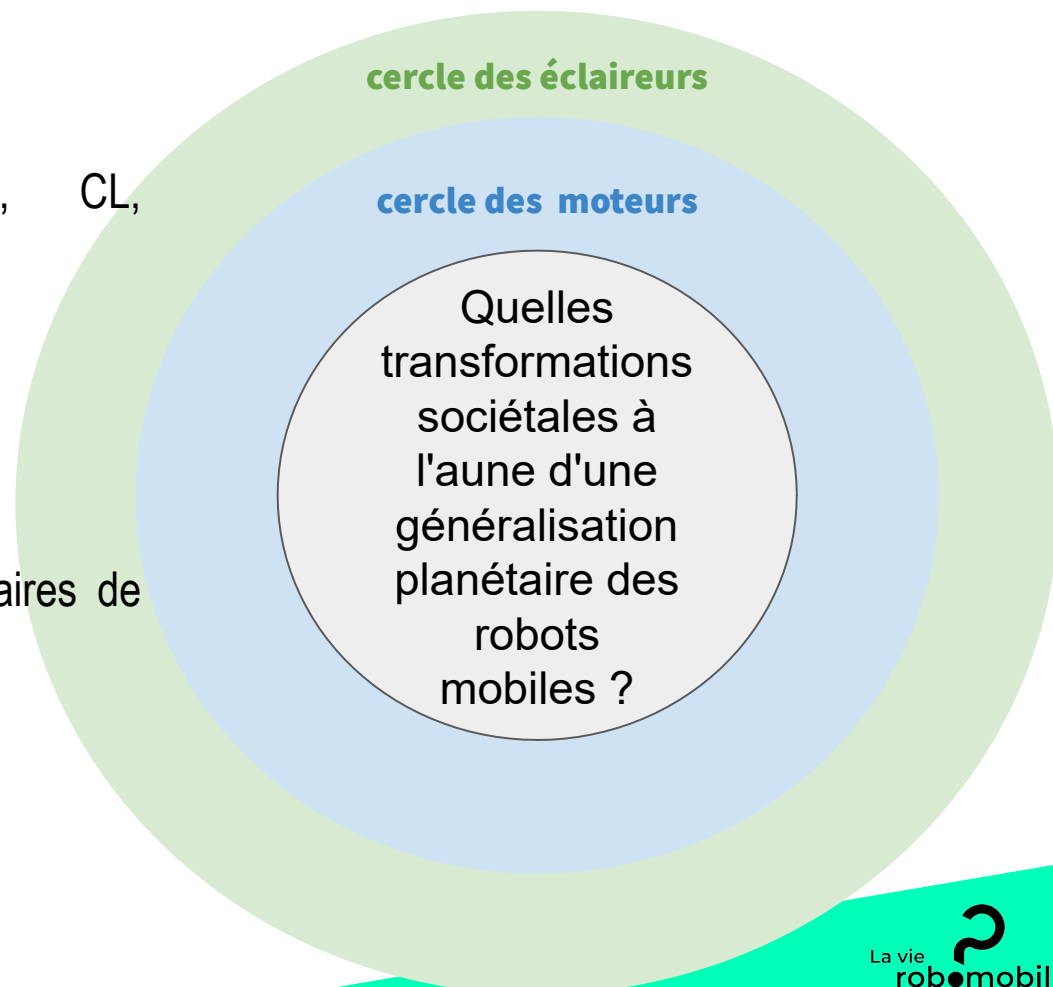 cercle des éclaireurs
, CL,
cercle des moteurs
Quelles
transformations
sociétales à
l'aune d'une
généralisation
planétaire des
robots
mobiles ?
aires de
La vie
robomobil